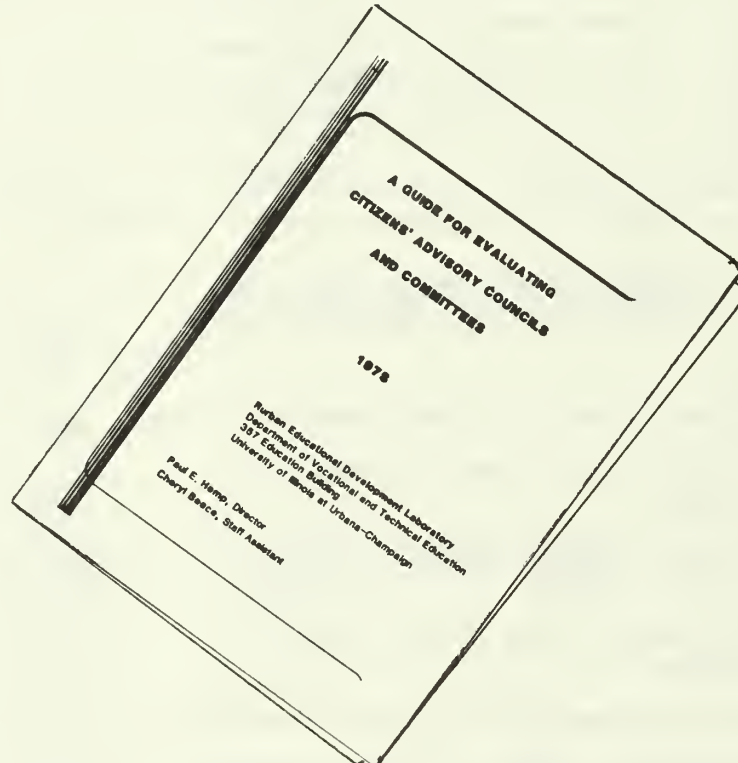 A GUIDE FOR EVALUATING
CITIZENS' ADVISORY COUNCILS
AND COMMITTEES
1978
Rurban Educational Development Laboratory
Department of Vocational and Technical Education
357 Education Building
University of Illinois at Urbana-Champaign
Paul E. Hemp, Director
Cheryl Beece, Staff Assistant